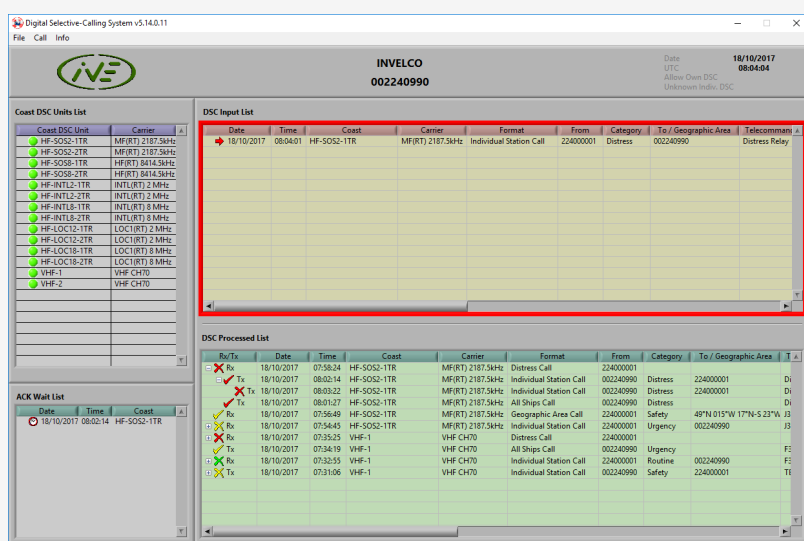 Digital Selective-Calling System v5.14.0.11
File Call Info
iVE
INVELCO
002240990
Date 18/10/2017
UTC 08:04:04
Allow Own DSC
Unknown Indiv. DSC
Coast DSC Units List
Coast DSC Unit Carrier
HF-SOS2-1TR MF(RT) 2187.5kHz
HF-SOS2-2TR MF(RT) 2187.5kHz
HF-SOS8-1TR HF(RT) 8414.5kHz
HF-SOS8-2TR HF(RT) 8414.5kHz
HF-INTL2-1TR INTL(RT) 2 MHz
HF-INTL2-2TR INTL(RT) 2 MHz
HF-INTL8-1TR INTL(RT) 8 MHz
HF-INTL8-2TR INTL(RT) 8 MHz
HF-LOC12-1TR LOC1(RT) 2 MHz
HF-LOC12-2TR LOC1(RT) 2 MHz
HF-LOC18-1TR LOC1(RT) 8 MHz
HF-LOC18-2TR LOC1(RT) 8 MHz
VHF-1 VHF CH70
VHF-2 VHF CH70
ACK Wait List
Date Time Coast
18/10/2017 08:02:14 HF-SOS2-1TR
DSC Input List
Date Time Coast Carrier Format From Category To / Geographic Area Telecommand
18/10/2017 08:04:01 HF-SOS2-1TR MF(RT) 2187.5kHz Individual Station Call 224000001 Distress 002240990 Distress Relay
DSC Processed List
Rx/Tx Date Time Coast Carrier Format From Category To / Geographic Area T
Rx 18/10/2017 07:58:24 HF-SOS2-1TR MF(RT) 2187.5kHz Distress Call 224000001
Tx 18/10/2017 08:02:14 HF-SOS2-1TR MF(RT) 2187.5kHz Individual Station Call 002240990 Distress 224000001 Di
Tx 18/10/2017 08:03:22 HF-SOS2-1TR MF(RT) 2187.5kHz Individual Station Call 002240990 Distress 224000001 Di
Tx 18/10/2017 08:01:27 HF-SOS2-1TR MF(RT) 2187.5kHz All Ships Call 002240990 Distress Di
Rx 18/10/2017 07:56:49 HF-SOS2-1TR MF(RT) 2187.5kHz Geographic Area Call 224000001 Safety 49°N 015°W 17°N-S 23°W J3
Rx 18/10/2017 07:54:45 HF-SOS2-1TR MF(RT) 2187.5kHz Individual Station Call 224000001 Urgency 002240990 J3
Rx 18/10/2017 07:35:25 VHF-1 VHF CH70 Distress Call 224000001
Tx 18/10/2017 07:34:19 VHF-1 VHF CH70 All Ships Call 002240990 Urgency F3
Rx 18/10/2017 07:32:55 VHF-1 VHF CH70 Individual Station Call 224000001 Routine 002240990 F3
Tx 18/10/2017 07:31:06 VHF-1 VHF CH70 Individual Station Call 002240990 Safety 224000001 TE